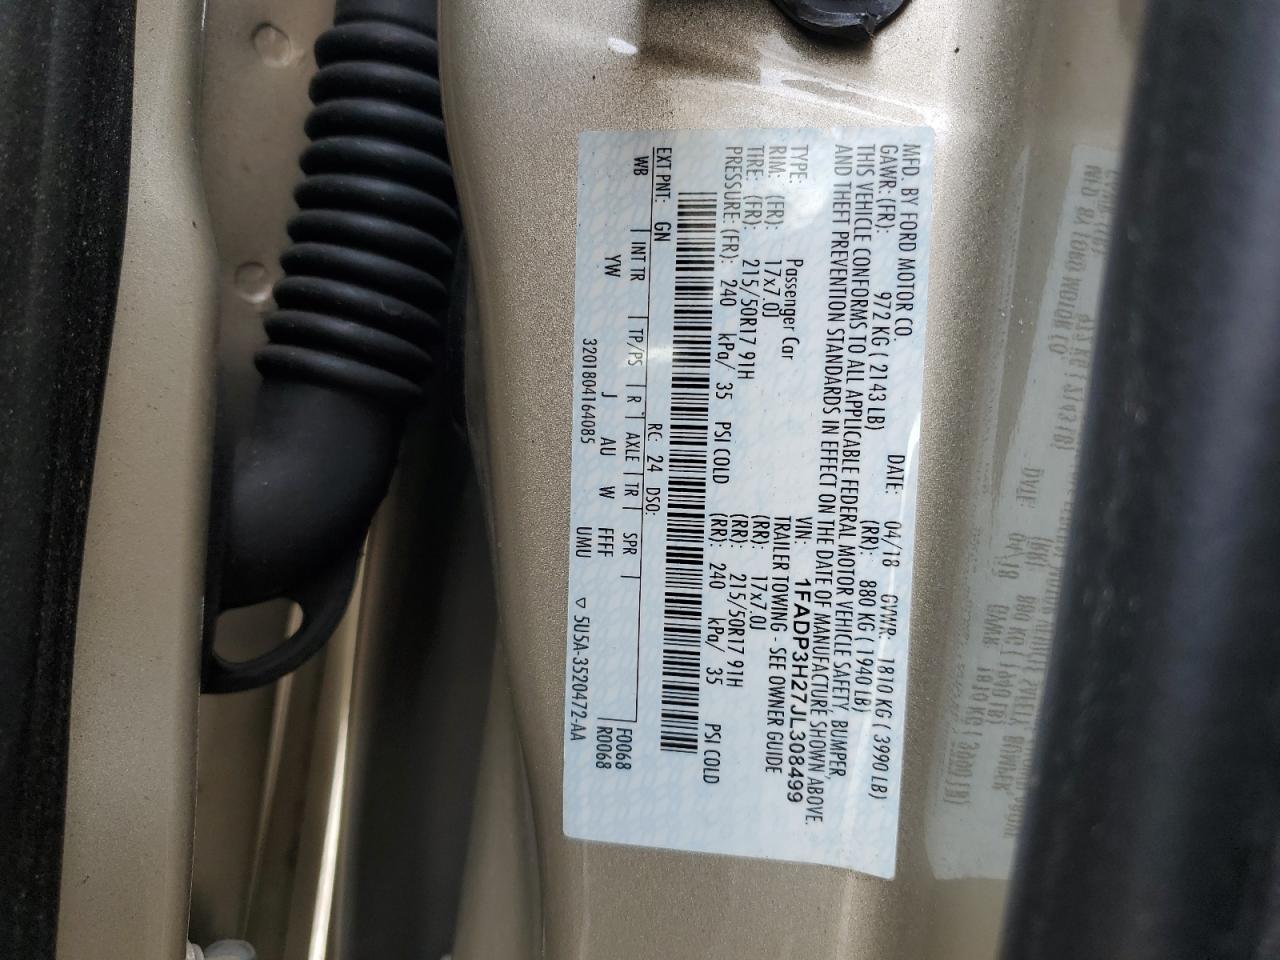 MFD. BY FORD MOTOR CO.
DATE: 04/18 GVWR: 1810 KG ( 3990 LB)
GAWR: (FR): 972 KG ( 2143 LB) (RR): 880 KG ( 1940 LB)
THIS VEHICLE CONFORMS TO ALL APPLICABLE FEDERAL MOTOR VEHICLE SAFETY, BUMPER,
AND THEFT PREVENTION STANDARDS IN EFFECT ON THE DATE OF MANUFACTURE SHOWN ABOVE.
VIN: 1FADP3H27JL308499
TYPE: Passenger Car TRAILER TOWING - SEE OWNER GUIDE
RIM: (FR): 17x7.0J (RR): 17x7.0J
TIRE: (FR): 215/50R17 91H (RR): 215/50R17 91H
PRESSURE: (FR): 240 kPa/ 35 PSI COLD (RR): 240 kPa/ 35 PSI COLD
EXT PNT: GN RC: 24 DSO:
WB | INT TR | TP/PS | R | AXLE | TR | SPR | F0068
YW J AU W FFFF R0068
3201804164085 UMU ▽ 5U5A-3520472-AA